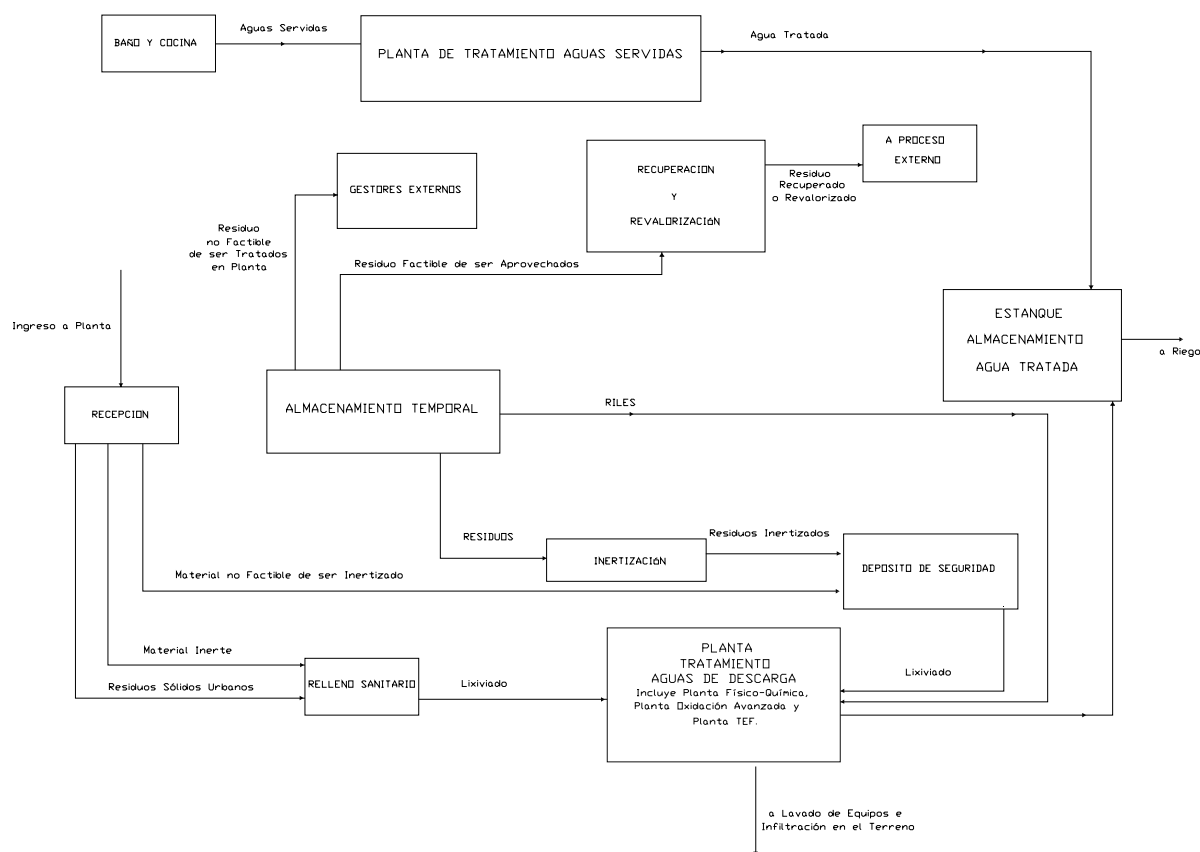 Aguas Servidas
BAÑO Y COCINA
PLANTA DE TRATAMIENTO AGUAS SERVIDAS
Agua Tratada
A PROCESO
EXTERNO
RECUPERACION
Y
REVALORIZACIóN
Residuo
Recuperado
o Revalorizado
GESTORES EXTERNOS
Residuo
no Factible
de ser Tratados
en Planta
Residuo Factible de ser Aprovechados
Ingreso a Planta
ESTANQUE
ALMACENAMIENTO
AGUA TRATADA
a Riego
RECEPCION
ALMACENAMIENTO TEMPORAL
RILES
RESIDUOS
INERTIZACIóN
Residuos Inertizados
DEPOSITO DE SEGURIDAD
Material no Factible de ser Inertizado
Material Inerte
Residuos Sólidos Urbanos
RELLENO SANITARIO
Lixiviado
PLANTA
TRATAMIENTO
AGUAS DE DESCARGA
Incluye Planta Físico-Química,
Planta Oxidación Avanzada y
Planta TEF.
Lixiviado
a Lavado de Equipos e
Infiltración en el Terreno